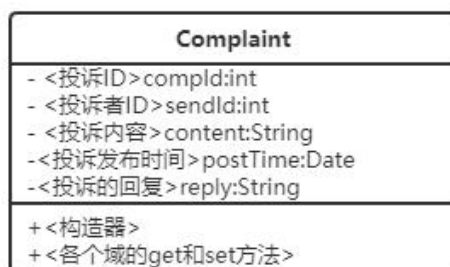 Complaint
- <投诉ID>compId:int
- <投诉者ID>sendId:int
- <投诉内容>content:String
-<投诉发布时间>postTime:Date
-<投诉的回复>reply:String
+<构造器>
+<各个域的get和set方法>